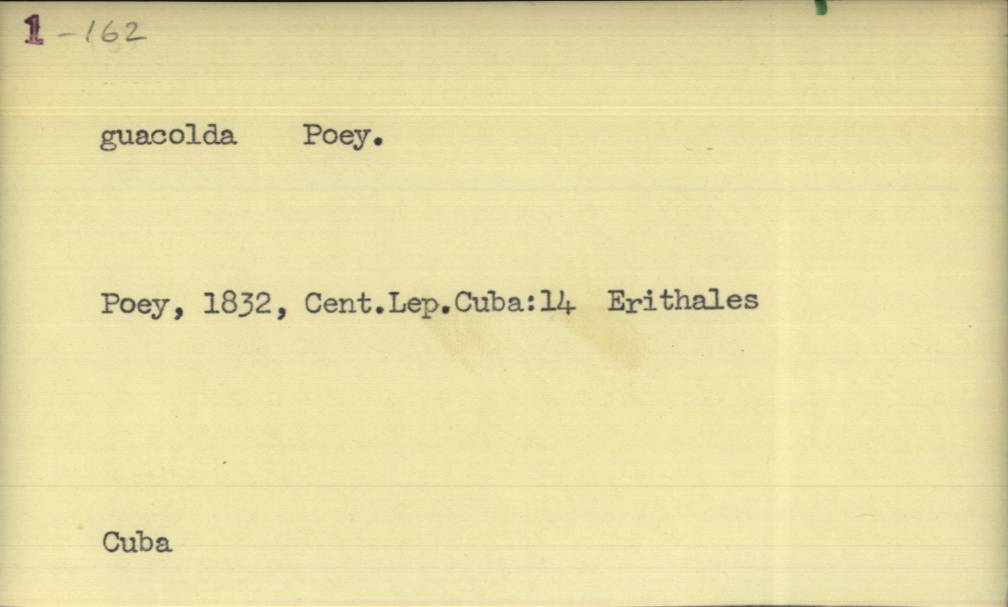 1-162
guacolda Poey.
Poey, 1832, Cent.Lep.Cuba:14 Erithales
Cuba